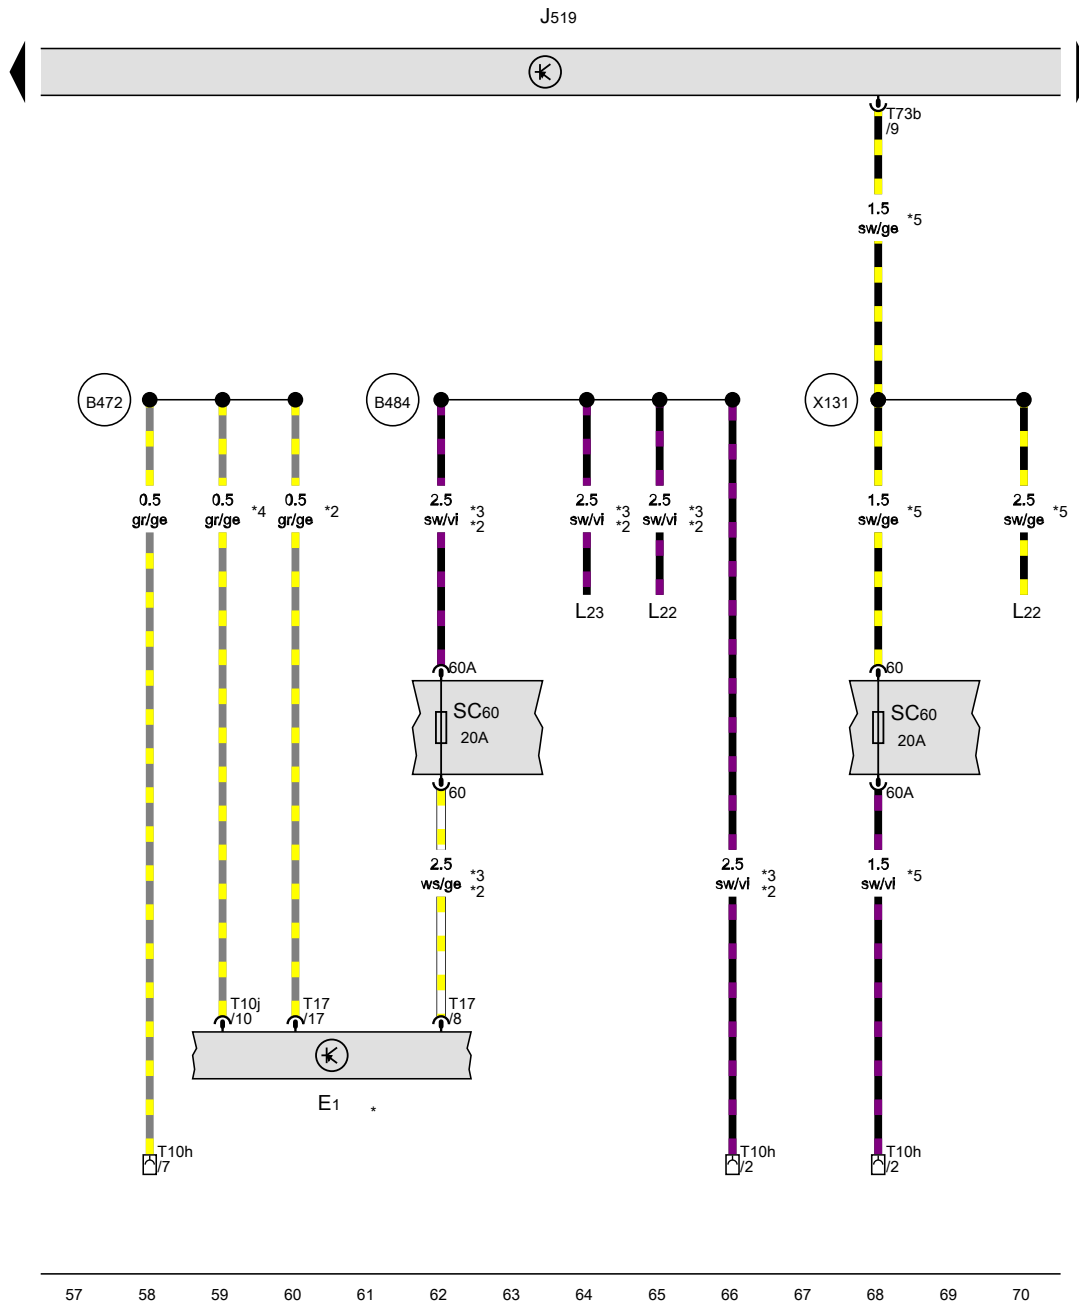 J519
T73b
/9
1.5
sw/ge *5
B472
B484
X131
0.5
gr/ge
0.5
gr/ge *4
0.5
gr/ge *2
2.5
sw/vi *3
*2
2.5
sw/vi *3
*2
2.5
sw/vi *3
*2
1.5
sw/ge *5
2.5
sw/ge *5
L23
L22
L22
60A
SC60
20A
60
60
SC60
20A
60A
2.5
ws/ge *3
*2
2.5
sw/vi *3
*2
1.5
sw/vi *5
T10j
/10
T17
/17
T17
/8
E1 *
T10h
/7
T10h
/2
T10h
/2
57 58 59 60 61 62 63 64 65 66 67 68 69 70